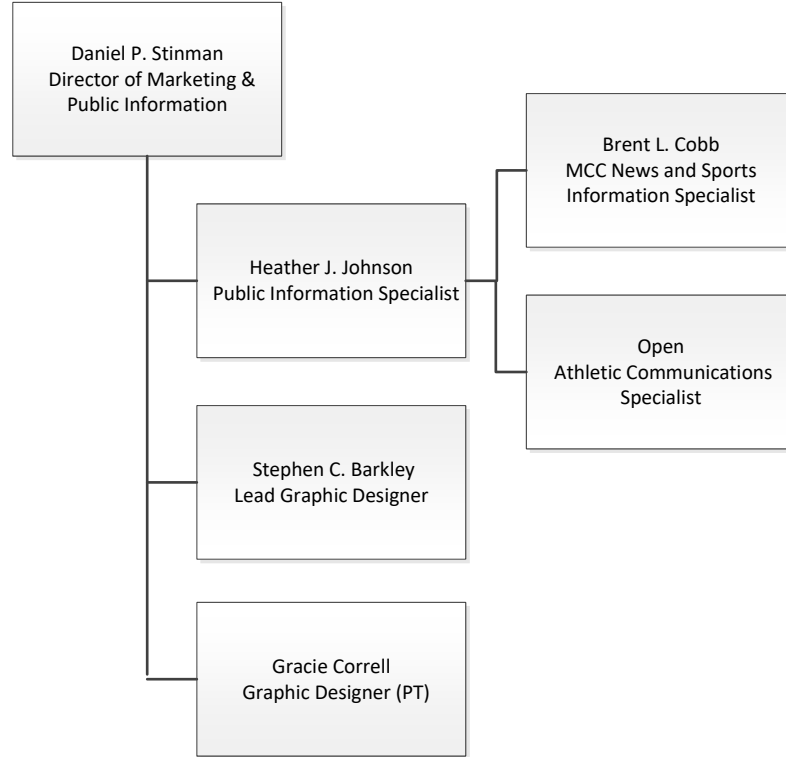 Daniel P. Stinman
Director of Marketing &
Public Information
Brent L. Cobb
MCC News and Sports
Information Specialist
Heather J. Johnson
Public Information Specialist
Open
Athletic Communications
Specialist
Stephen C. Barkley
Lead Graphic Designer
Gracie Correll
Graphic Designer (PT)